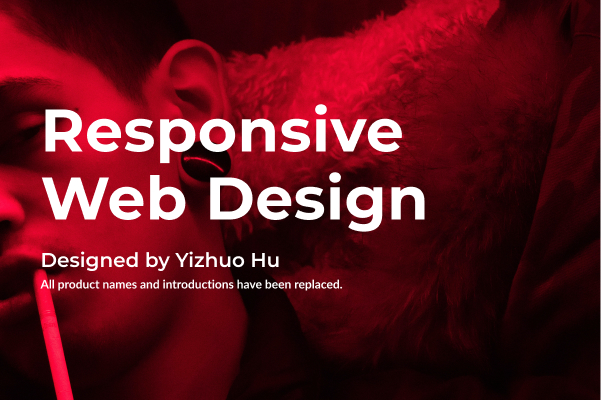 Responsive
Web Design
Designed by Yizhuo Hu
All product names and introductions have been replaced.